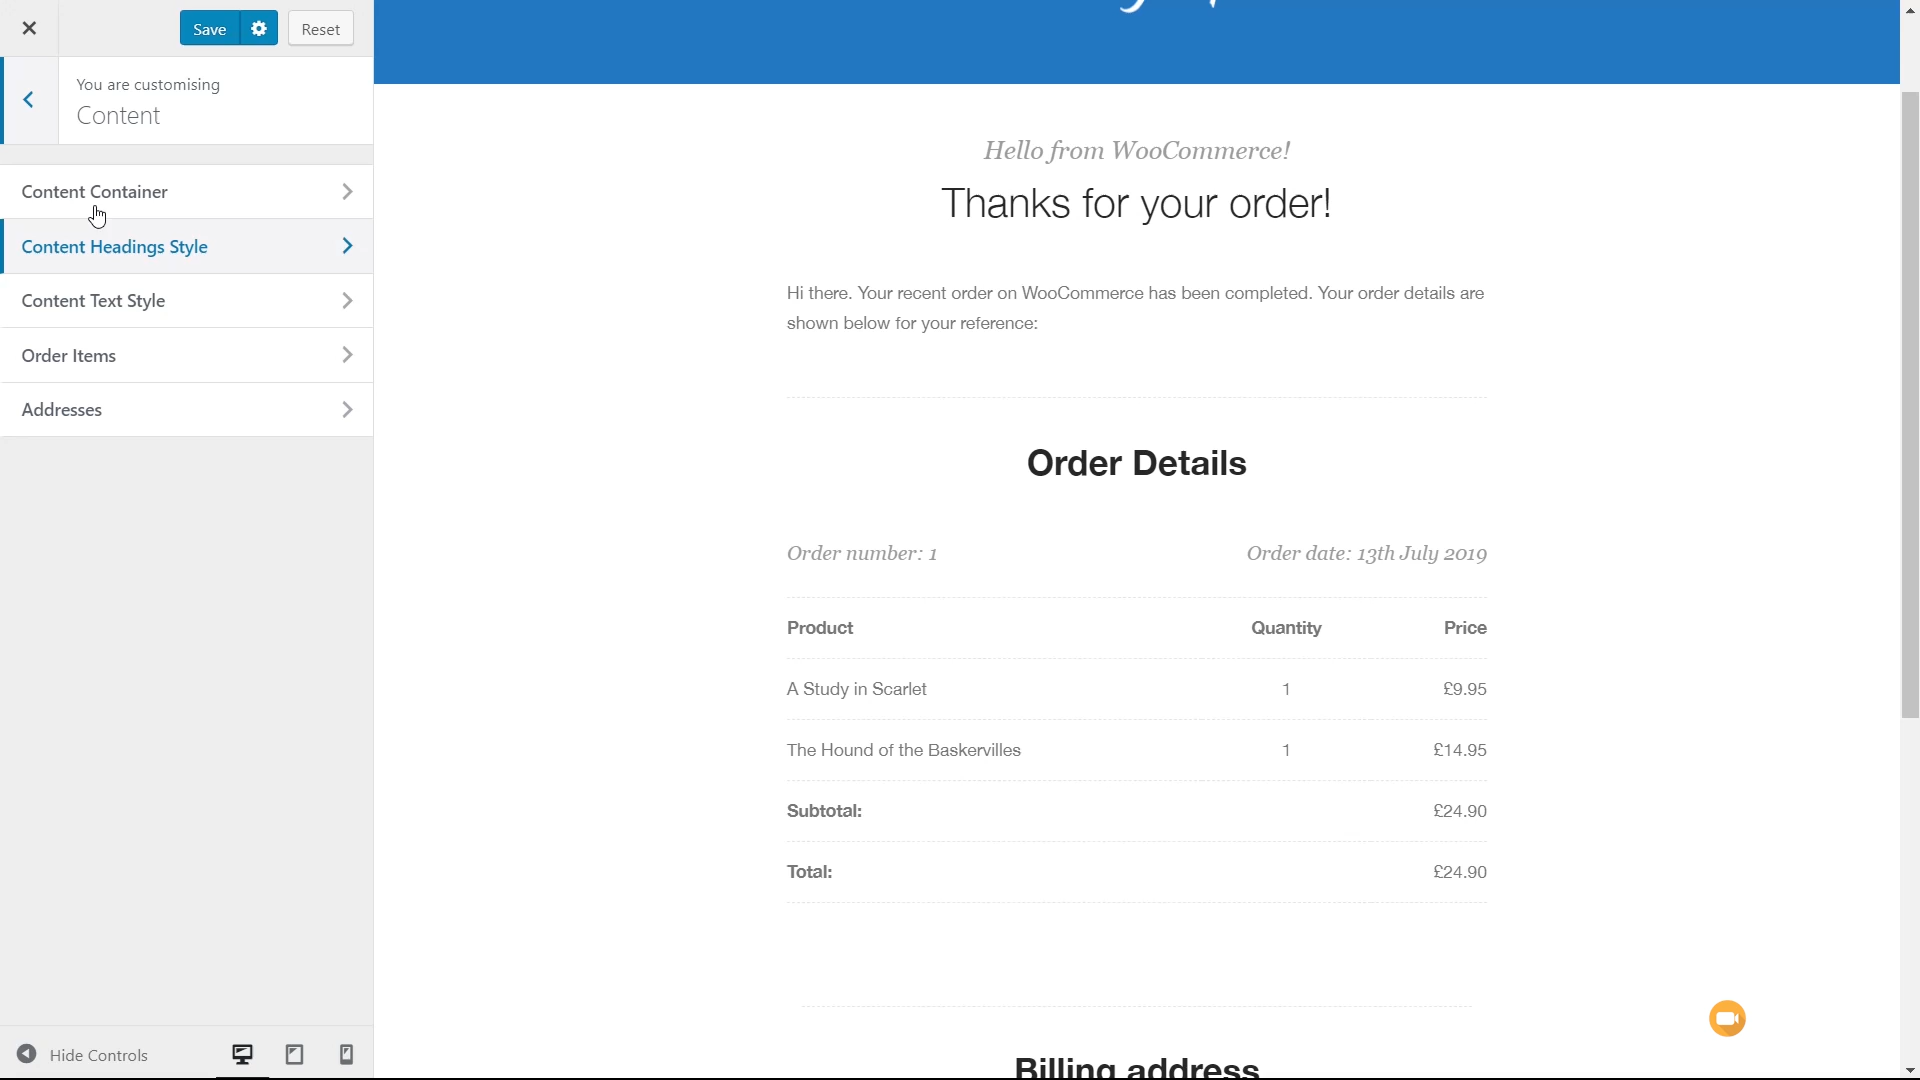 Save
Reset
You are customising
Content
Content Container
Content Headings Style
Content Text Style
Order Items
Addresses
Hide Controls
Hello from WooCommerce!
Thanks for your order!
Hi there. Your recent order on WooCommerce has been completed. Your order details are
shown below for your reference:
Order Details
Order number: 1 Order date: 13th July 2019
Product Quantity Price
A Study in Scarlet 1 £9.95
The Hound of the Baskervilles 1 £14.95
Subtotal: £24.90
Total: £24.90
Billing address